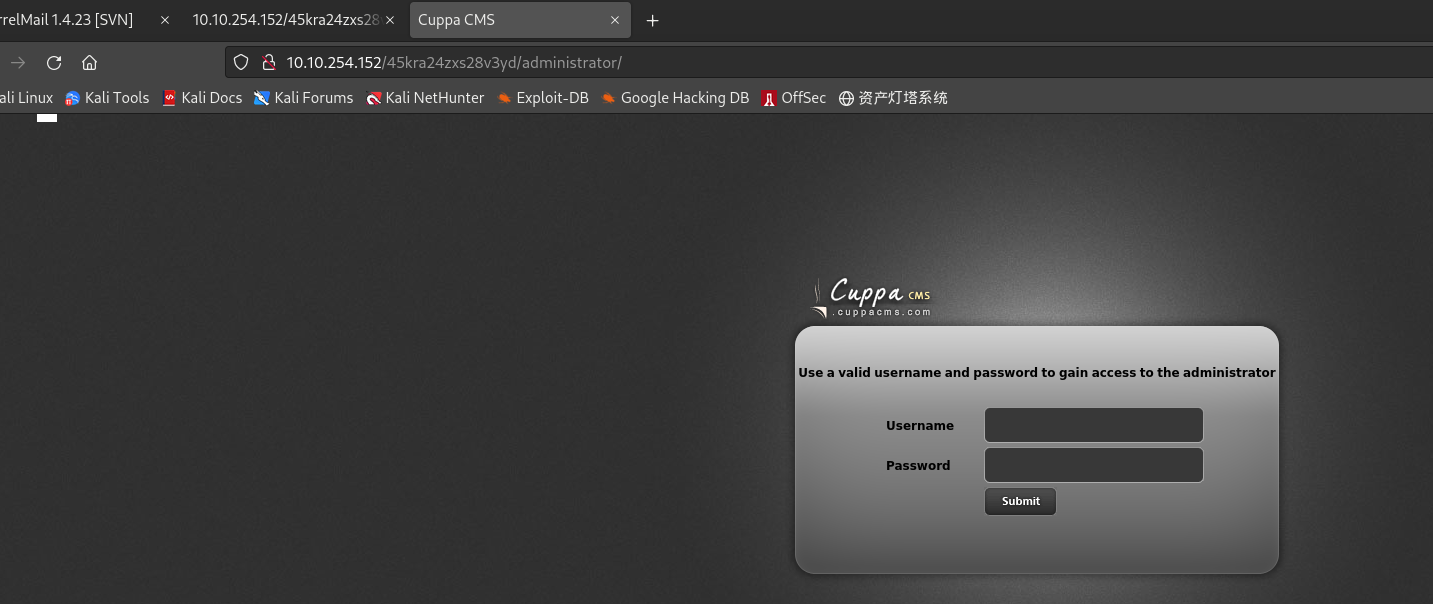 rrelMail 1.4.23 [SVN]
10.10.254.152/45kra24zxs28
Cuppa CMS
10.10.254.152/45kra24zxs28v3yd/administrator/
ali Linux
Kali Tools
Kali Docs
Kali Forums
Kali NetHunter
Exploit-DB
Google Hacking DB
OffSec
资产灯塔系统
Cuppa CMS
.cuppacms.com
Use a valid username and password to gain access to the administrator
Username
Password
Submit